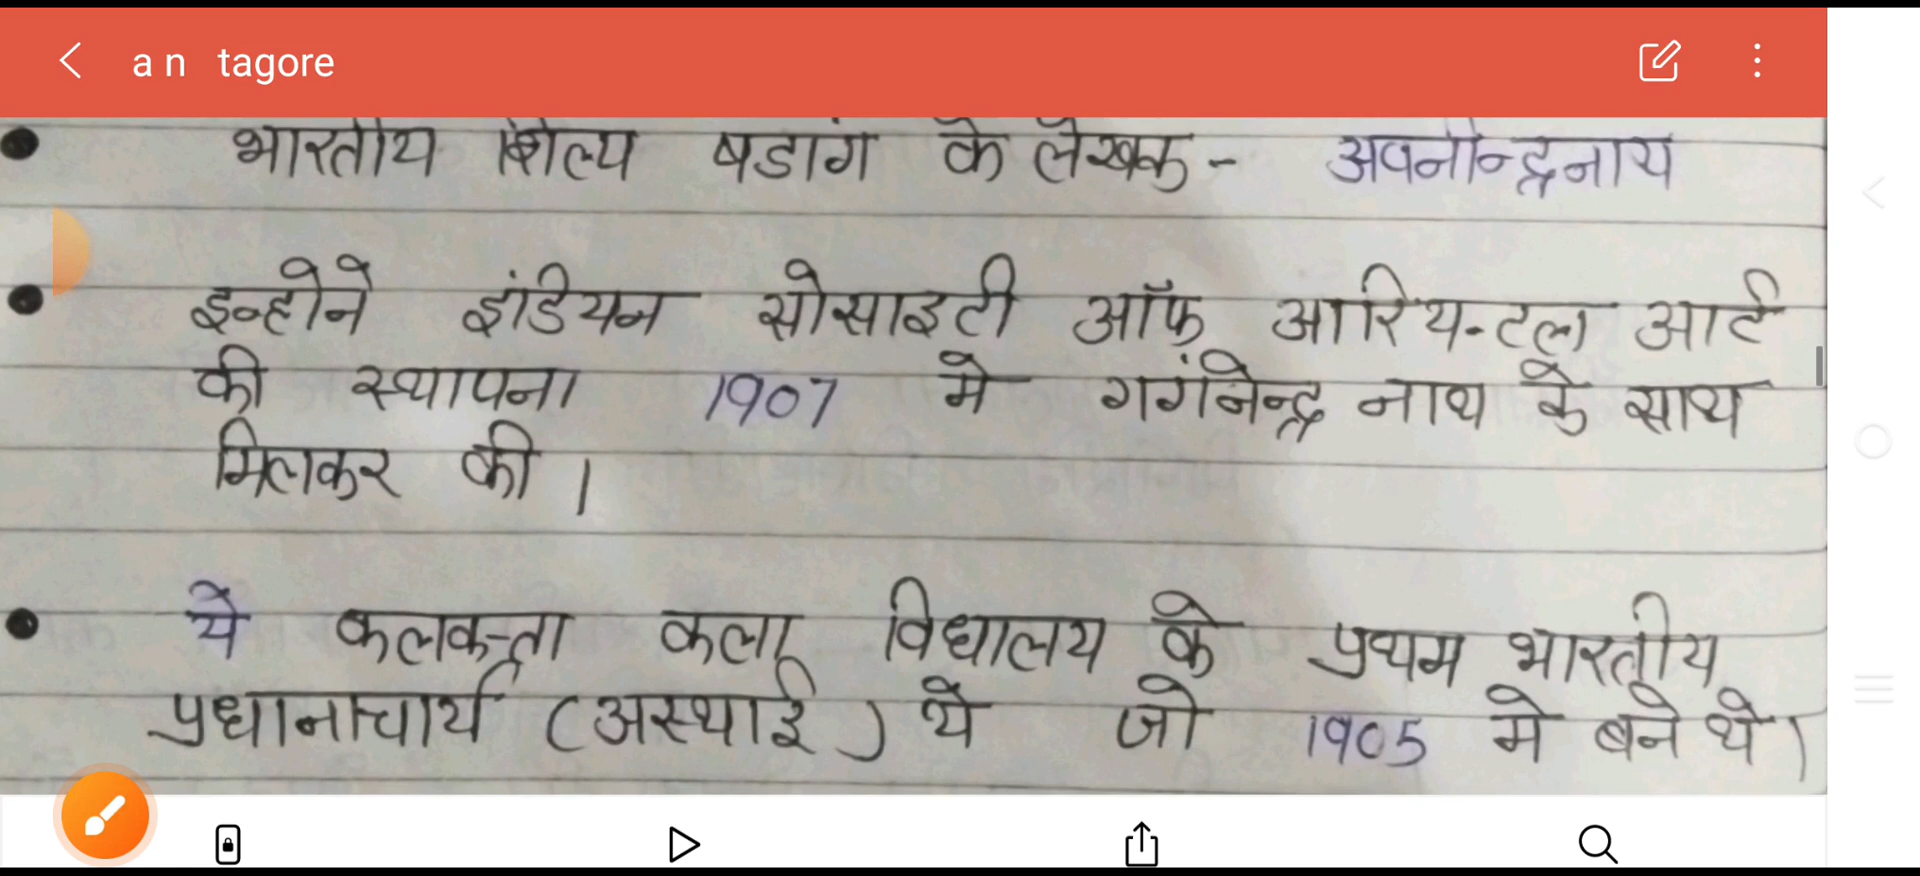 a n tagore
भारतीय शिल्प षडांग के लेखक - अवनीन्द्रनाथ
इन्होने इंडियन सोसाइटी ऑफ आरियन्टल आर्ट
की स्थापना 1907 मे गगंनेन्द्र नाथ के साथ
मिलकर की ।
ये कलकत्ता कला विधालय के प्रथम भारतीय
प्रधानाचार्य (अस्थाई) थे जो 1905 मे बने थे।